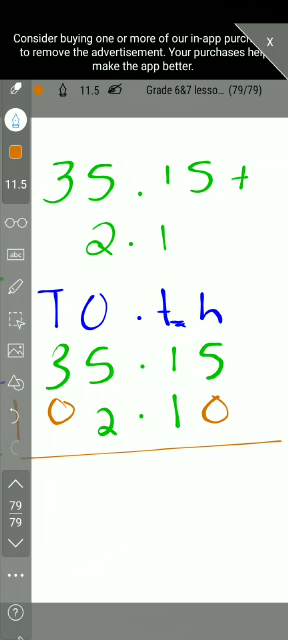 Consider buying one or more of our in-app purch
to remove the advertisement. Your purchases help
make the app better.
x
11.5 Grade 6&7 lesso... (79/79)
11.5
abc
35.15+
2.1
TO.th
35.15
02.10
79
79
?